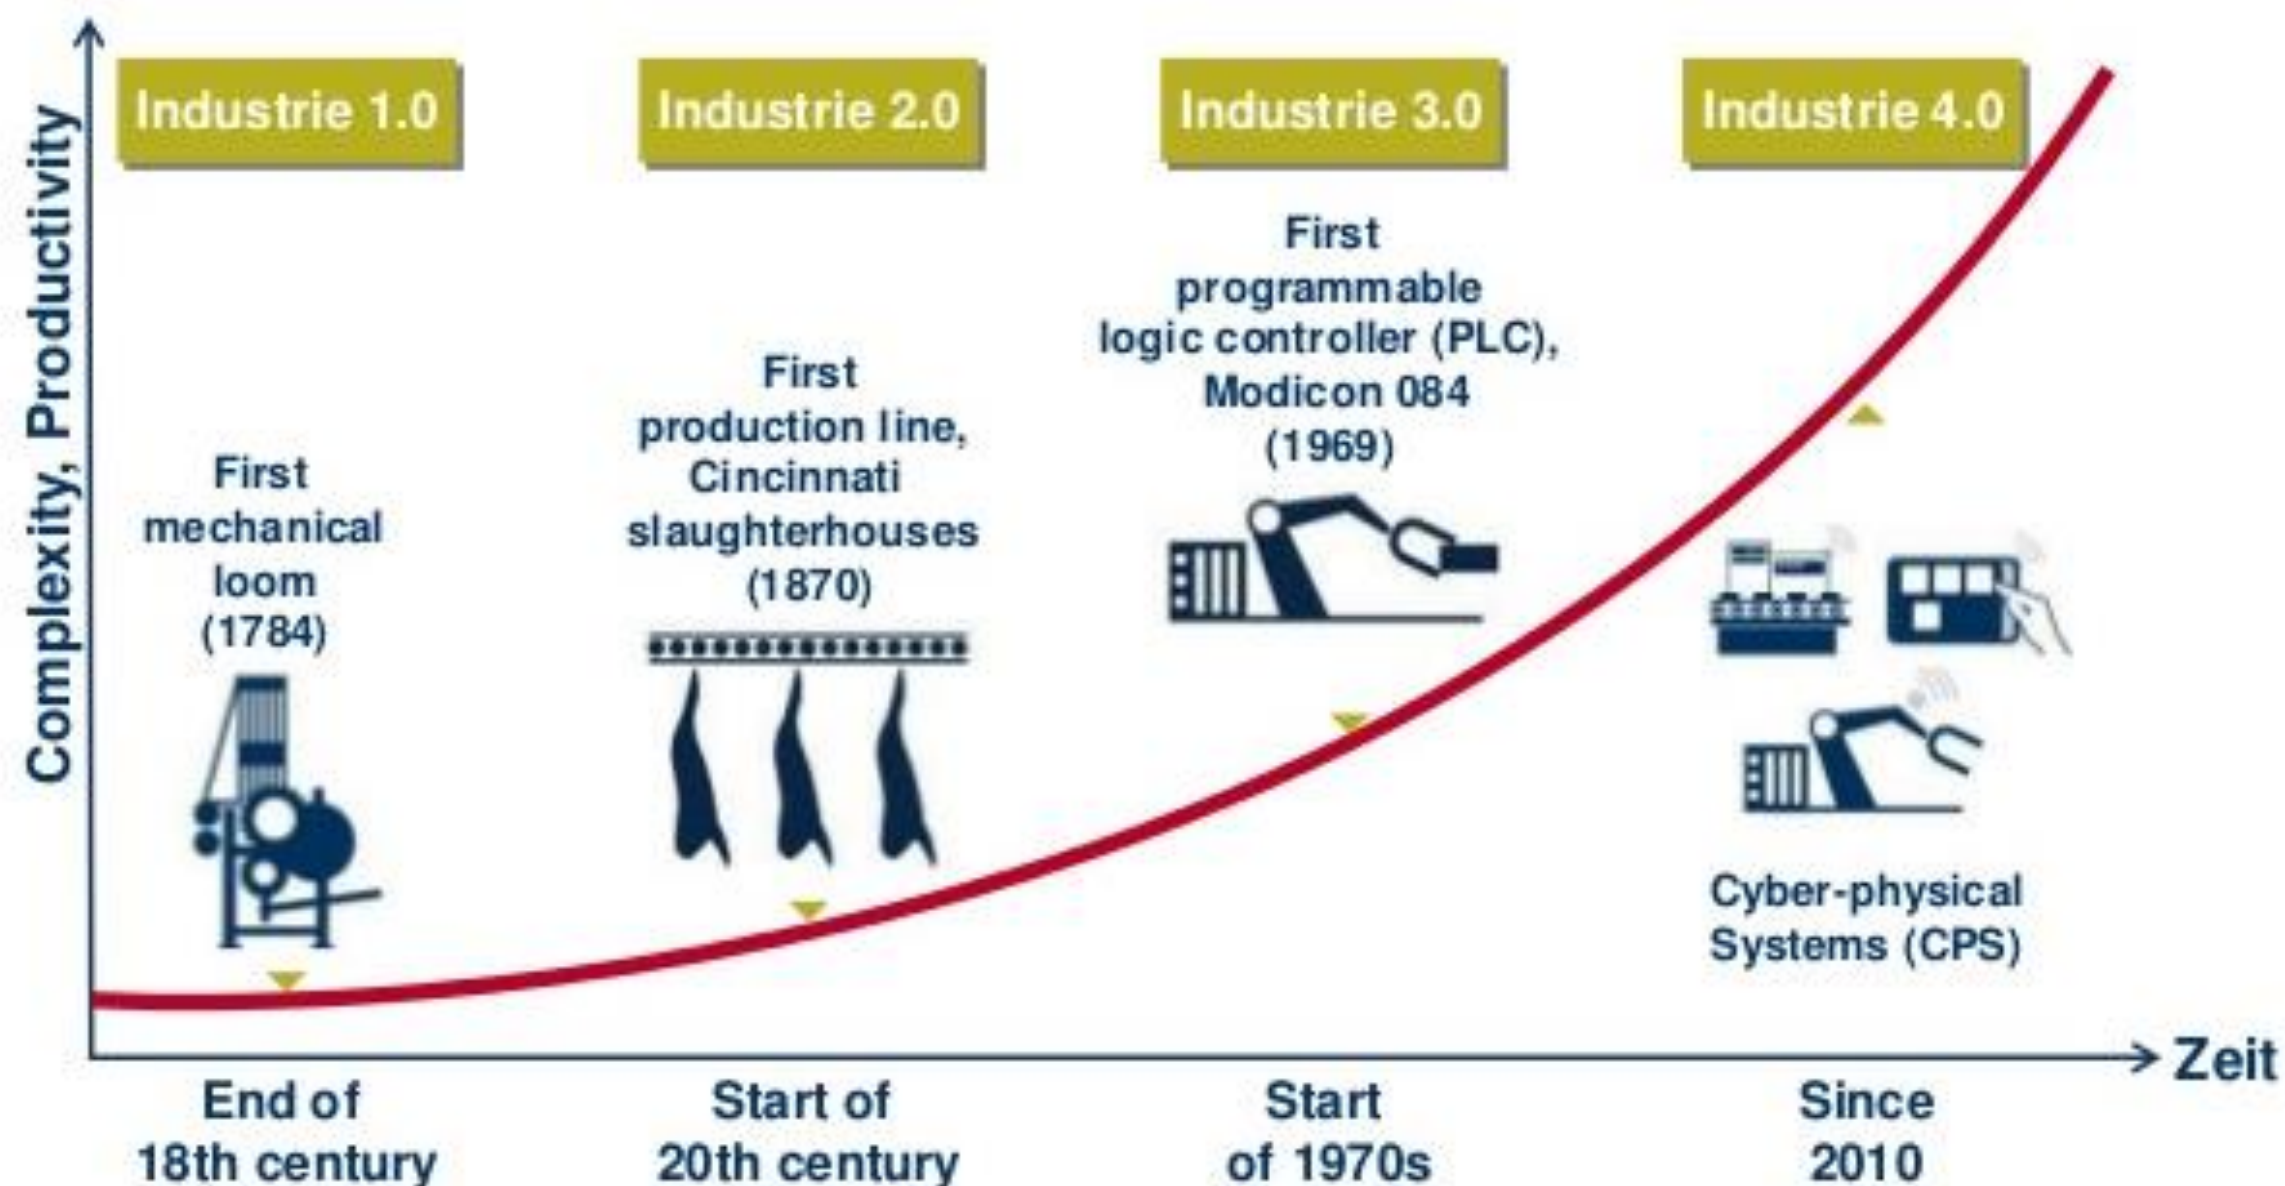 Complexity, Productivity
Industrie 1.0
Industrie 2.0
Industrie 3.0
Industrie 4.0
First
mechanical
loom
(1784)
First
production line,
Cincinnati
slaughterhouses
(1870)
First
programmable
logic controller (PLC),
Modicon 084
(1969)
Cyber-physical
Systems (CPS)
Zeit
End of
18th century
Start of
20th century
Start
of 1970s
Since
2010